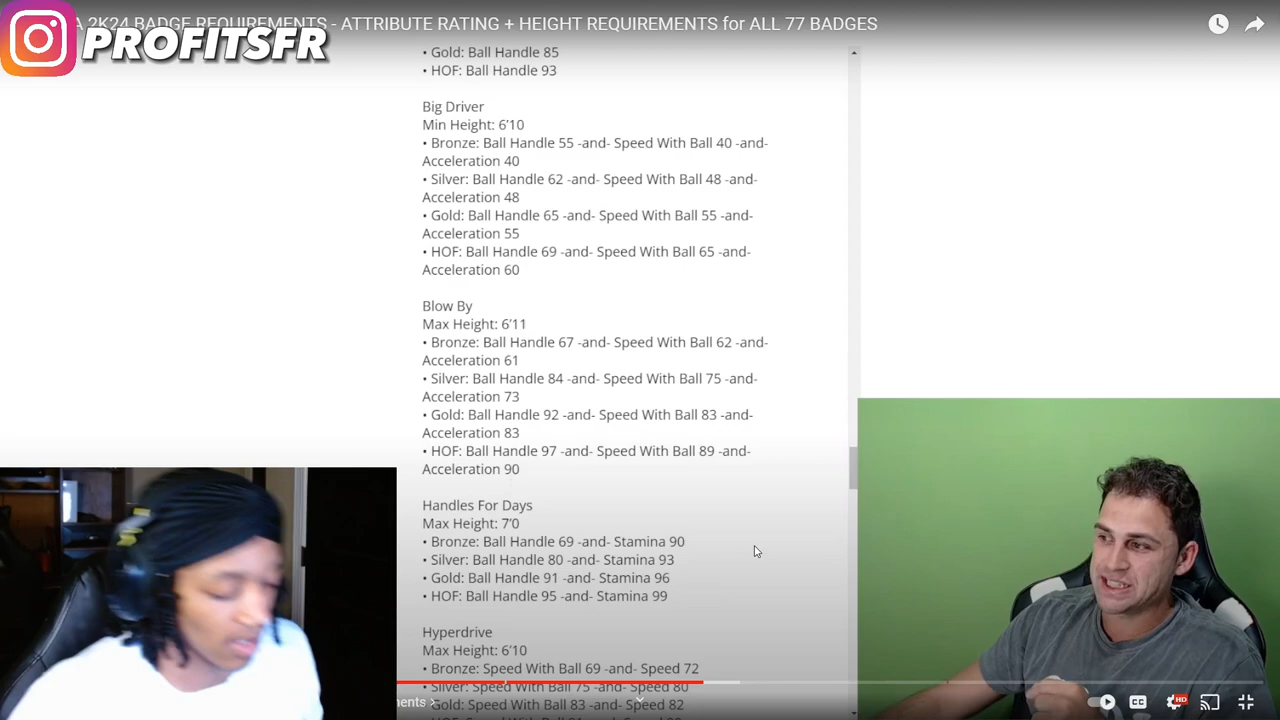 A 2K24 BADGE REQUIREMENTS - ATTRIBUTE RATING + HEIGHT REQUIREMENTS for ALL 77 BADGES
PROFITSFR
• Gold: Ball Handle 85
• HOF: Ball Handle 93
Big Driver
Min Height: 6'10
• Bronze: Ball Handle 55 -and- Speed With Ball 40 -and-
Acceleration 40
• Silver: Ball Handle 62 -and- Speed With Ball 48 -and-
Acceleration 48
• Gold: Ball Handle 65 -and- Speed With Ball 55 -and-
Acceleration 55
• HOF: Ball Handle 69 -and- Speed With Ball 65 -and-
Acceleration 60
Blow By
Max Height: 6'11
• Bronze: Ball Handle 67 -and- Speed With Ball 62 -and-
Acceleration 61
• Silver: Ball Handle 84 -and- Speed With Ball 75 -and-
Acceleration 73
• Gold: Ball Handle 92 -and- Speed With Ball 83 -and-
Acceleration 83
• HOF: Ball Handle 97 -and- Speed With Ball 89 -and-
Acceleration 90
Handles For Days
Max Height: 7'0
• Bronze: Ball Handle 69 -and- Stamina 90
• Silver: Ball Handle 80 -and- Stamina 93
• Gold: Ball Handle 91 -and- Stamina 96
• HOF: Ball Handle 95 -and- Stamina 99
Hyperdrive
Max Height: 6'10
• Bronze: Speed With Ball 69 -and- Speed 72
Silver: Speed With Ball 75 -and- Speed 80
Gold: Speed With Ball 83 -and- Speed 82
ments >
CC
HD